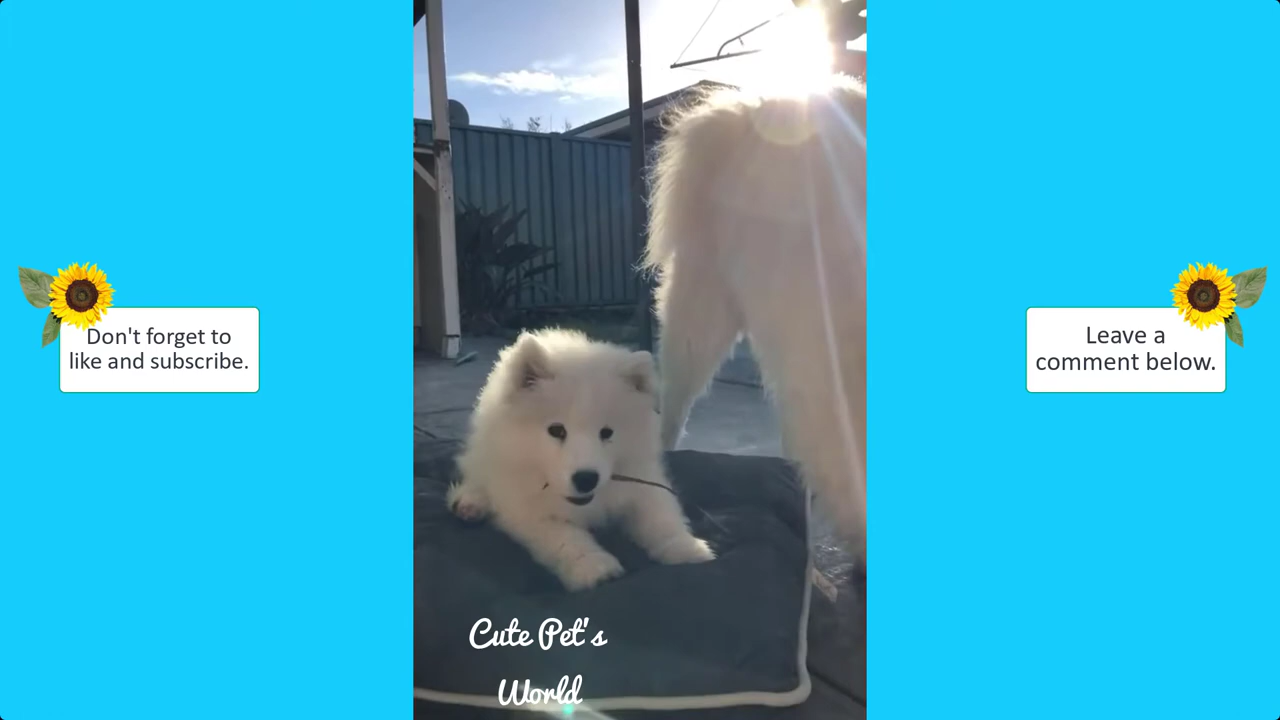 Don't forget to
like and subscribe.
Leave a
comment below.
Cute Pet's
World